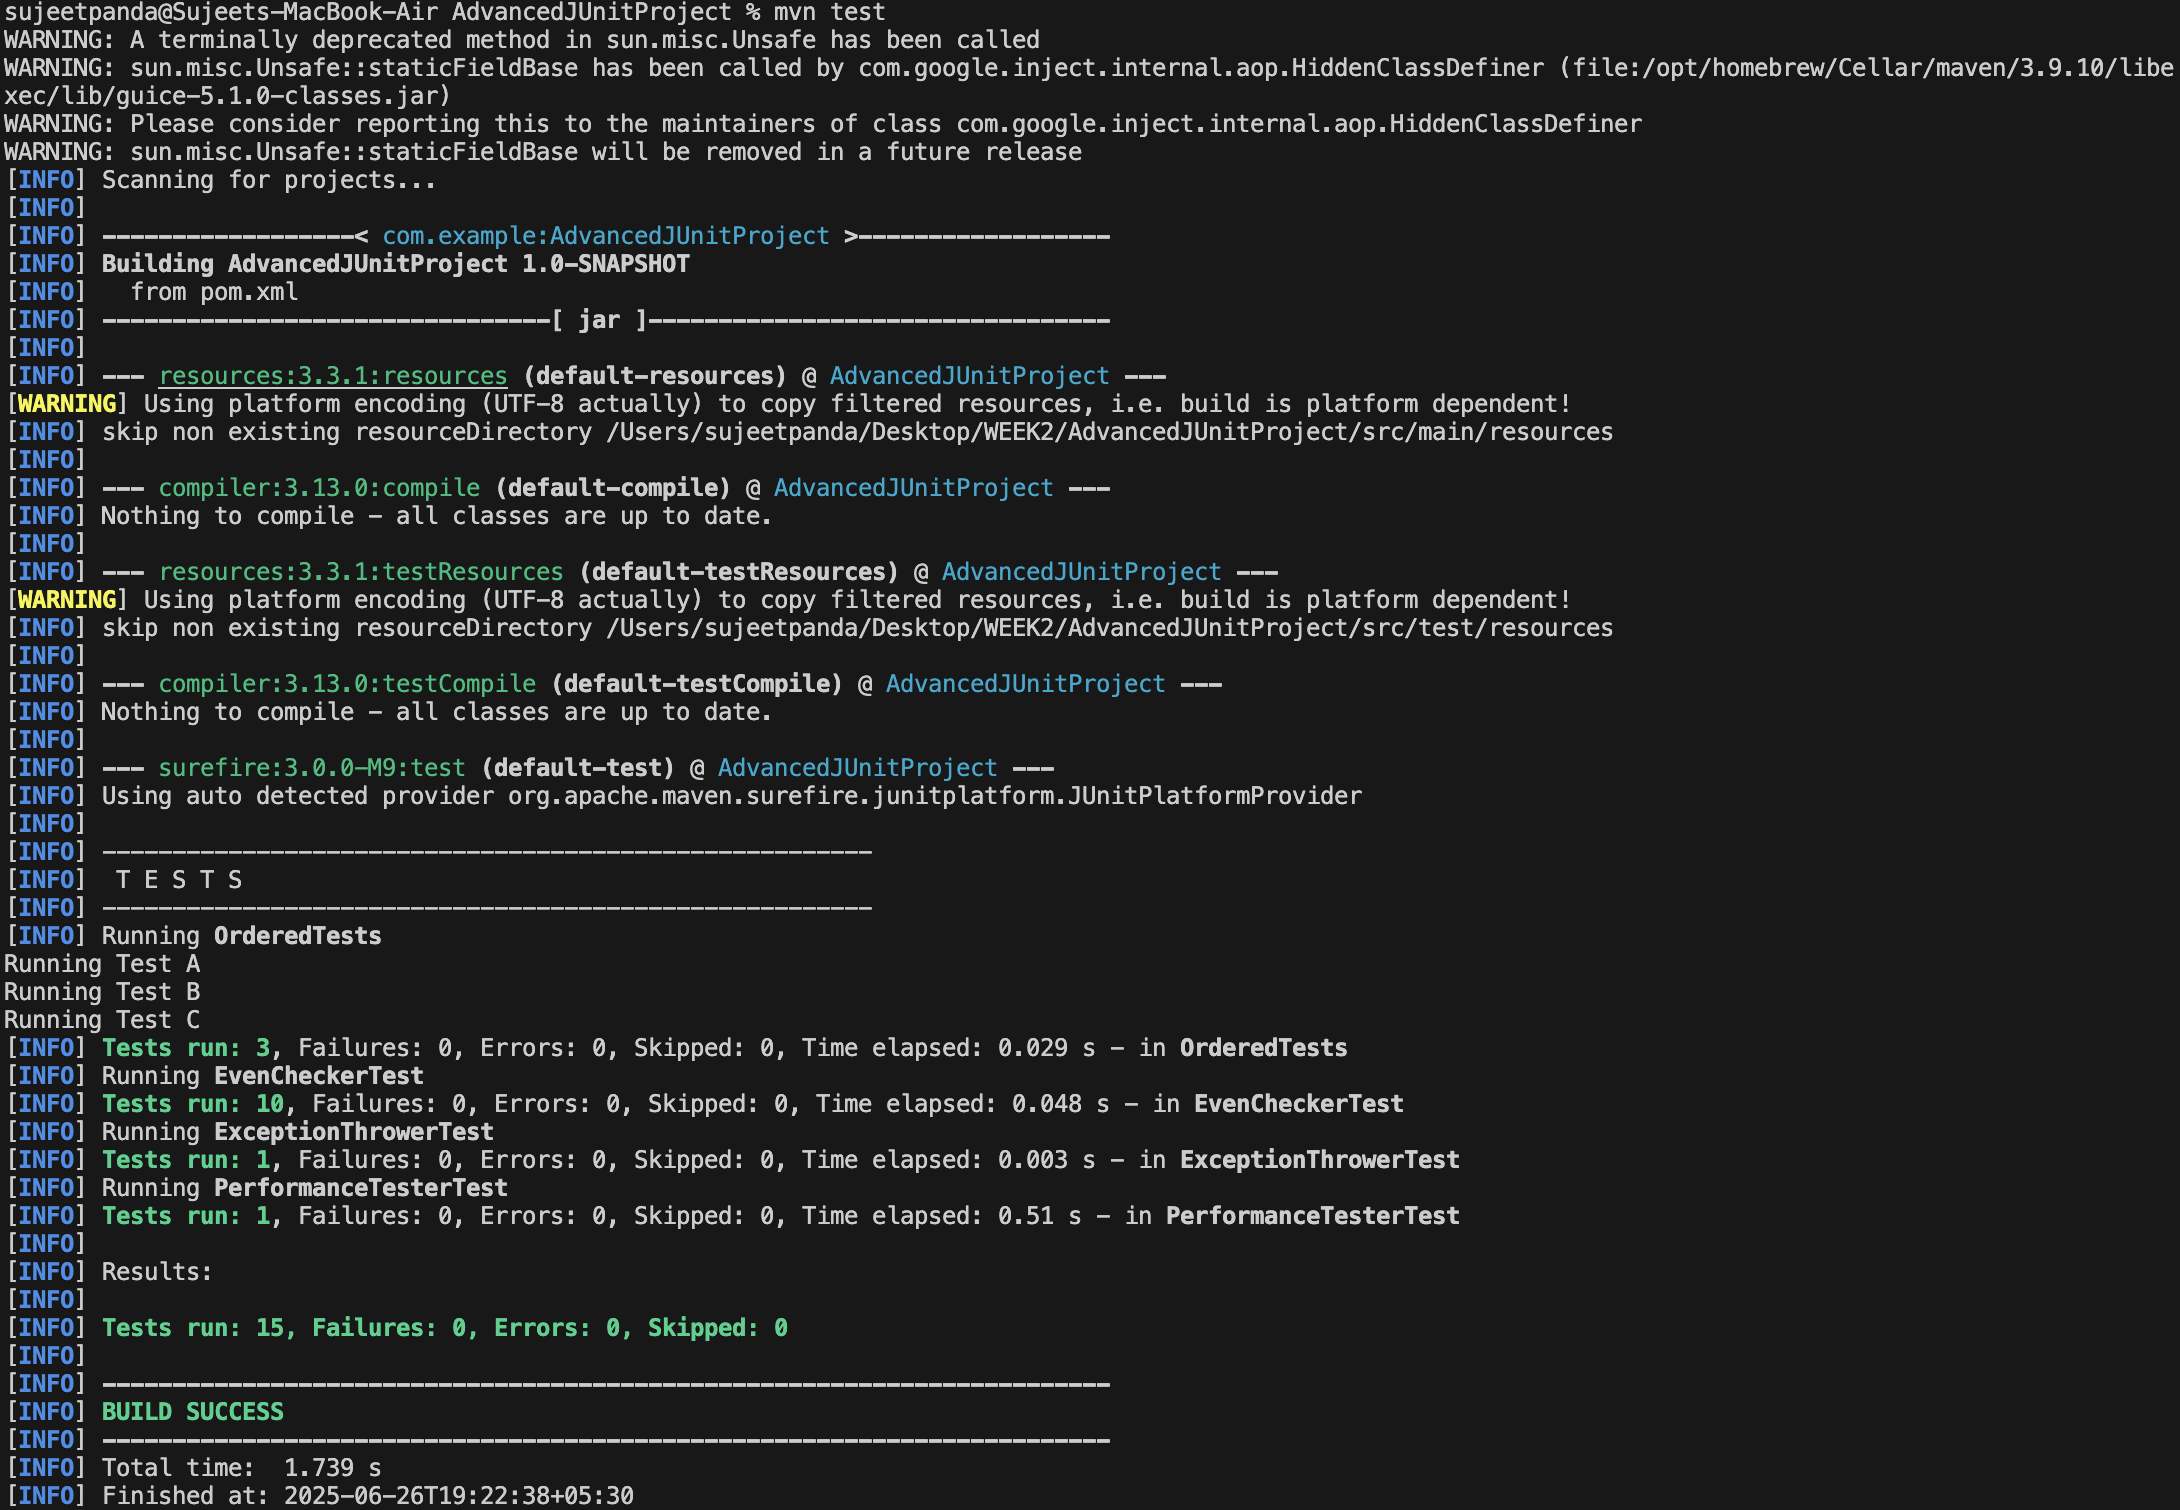 sujeetpanda@Sujeets-MacBook-Air AdvancedJUnitProject % mvn test
WARNING: A terminally deprecated method in sun.misc.Unsafe has been called
WARNING: sun.misc.Unsafe::staticFieldBase has been called by com.google.inject.internal.aop.HiddenClassDefiner (file:/opt/homebrew/Cellar/maven/3.9.10/libe
xec/lib/guice-5.1.0-classes.jar)
WARNING: Please consider reporting this to the maintainers of class com.google.inject.internal.aop.HiddenClassDefiner
WARNING: sun.misc.Unsafe::staticFieldBase will be removed in a future release
[INFO] Scanning for projects...
[INFO]
[INFO] ------------------< com.example:AdvancedJUnitProject >------------------
[INFO] Building AdvancedJUnitProject 1.0-SNAPSHOT
[INFO]   from pom.xml
[INFO] --------------------------------[ jar ]---------------------------------
[INFO]
[INFO] --- resources:3.3.1:resources (default-resources) @ AdvancedJUnitProject ---
[WARNING] Using platform encoding (UTF-8 actually) to copy filtered resources, i.e. build is platform dependent!
[INFO] skip non existing resourceDirectory /Users/sujeetpanda/Desktop/WEEK2/AdvancedJUnitProject/src/main/resources
[INFO]
[INFO] --- compiler:3.13.0:compile (default-compile) @ AdvancedJUnitProject ---
[INFO] Nothing to compile - all classes are up to date.
[INFO]
[INFO] --- resources:3.3.1:testResources (default-testResources) @ AdvancedJUnitProject ---
[WARNING] Using platform encoding (UTF-8 actually) to copy filtered resources, i.e. build is platform dependent!
[INFO] skip non existing resourceDirectory /Users/sujeetpanda/Desktop/WEEK2/AdvancedJUnitProject/src/test/resources
[INFO]
[INFO] --- compiler:3.13.0:testCompile (default-testCompile) @ AdvancedJUnitProject ---
[INFO] Nothing to compile - all classes are up to date.
[INFO]
[INFO] --- surefire:3.0.0-M9:test (default-test) @ AdvancedJUnitProject ---
[INFO] Using auto detected provider org.apache.maven.surefire.junitplatform.JUnitPlatformProvider
[INFO]
[INFO] -------------------------------------------------------
[INFO]  T E S T S
[INFO] -------------------------------------------------------
[INFO] Running OrderedTests
Running Test A
Running Test B
Running Test C
[INFO] Tests run: 3, Failures: 0, Errors: 0, Skipped: 0, Time elapsed: 0.029 s - in OrderedTests
[INFO] Running EvenCheckerTest
[INFO] Tests run: 10, Failures: 0, Errors: 0, Skipped: 0, Time elapsed: 0.048 s - in EvenCheckerTest
[INFO] Running ExceptionThrowerTest
[INFO] Tests run: 1, Failures: 0, Errors: 0, Skipped: 0, Time elapsed: 0.003 s - in ExceptionThrowerTest
[INFO] Running PerformanceTesterTest
[INFO] Tests run: 1, Failures: 0, Errors: 0, Skipped: 0, Time elapsed: 0.51 s - in PerformanceTesterTest
[INFO]
[INFO] Results:
[INFO]
[INFO] Tests run: 15, Failures: 0, Errors: 0, Skipped: 0
[INFO]
[INFO] ------------------------------------------------------------------------
[INFO] BUILD SUCCESS
[INFO] ------------------------------------------------------------------------
[INFO] Total time:  1.739 s
[INFO] Finished at: 2025-06-26T19:22:38+05:30